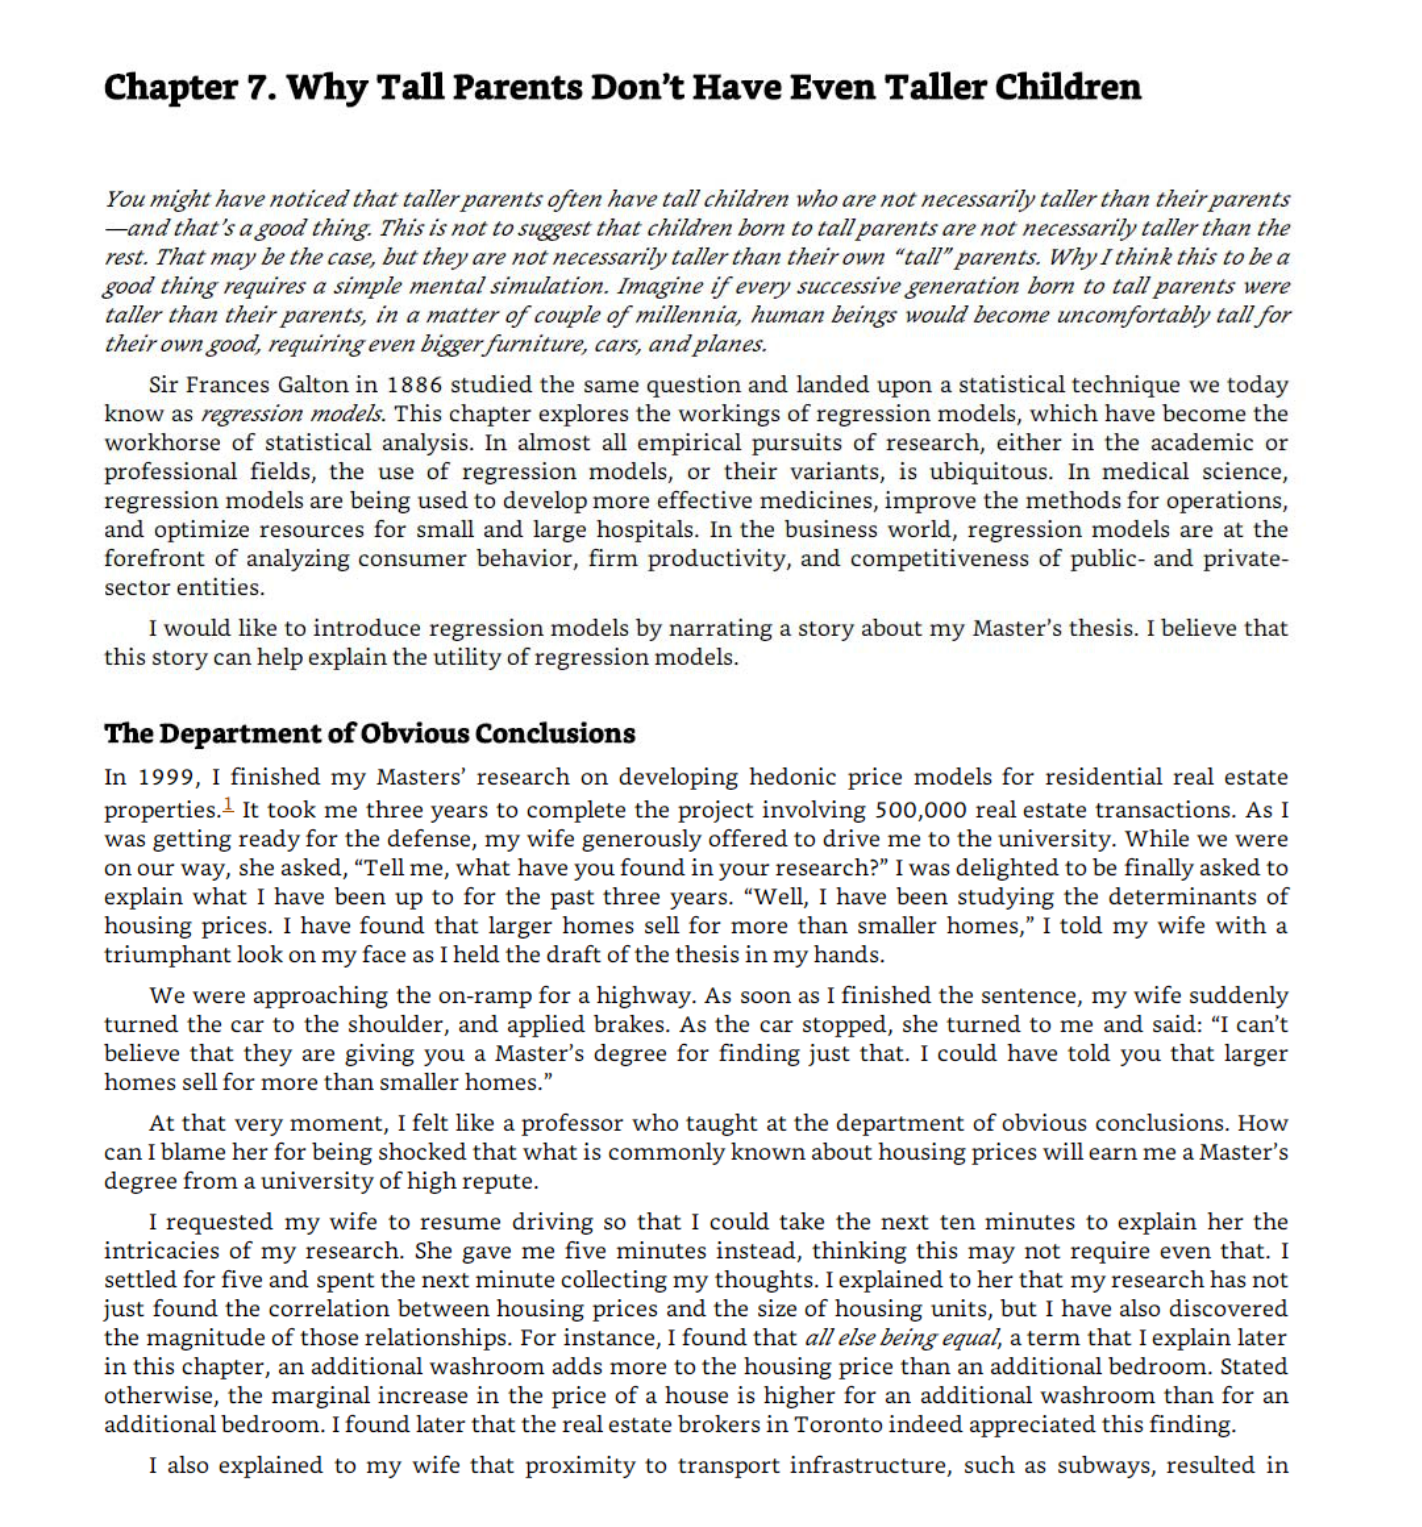 Chapter 7. Why Tall Parents Don’t Have Even Taller Children
You might have noticed that taller parents often have tall children who are not necessarily taller than their parents
—and that’s a good thing. This is not to suggest that children born to tall parents are not necessarily taller than the
rest. That may be the case, but they are not necessarily taller than their own “tall” parents. Why I think this to be a
good thing requires a simple mental simulation. Imagine if every successive generation born to tall parents were
taller than their parents, in a matter of couple of millennia, human beings would become uncomfortably tall for
their own good, requiring even bigger furniture, cars, and planes.
Sir Frances Galton in 1886 studied the same question and landed upon a statistical technique we today
know as regression models. This chapter explores the workings of regression models, which have become the
workhorse of statistical analysis. In almost all empirical pursuits of research, either in the academic or
professional fields, the use of regression models, or their variants, is ubiquitous. In medical science,
regression models are being used to develop more effective medicines, improve the methods for operations,
and optimize resources for small and large hospitals. In the business world, regression models are at the
forefront of analyzing consumer behavior, firm productivity, and competitiveness of public- and private-
sector entities.
I would like to introduce regression models by narrating a story about my Master’s thesis. I believe that
this story can help explain the utility of regression models.
The Department of Obvious Conclusions
In 1999, I finished my Masters’ research on developing hedonic price models for residential real estate
properties.1 It took me three years to complete the project involving 500,000 real estate transactions. As I
was getting ready for the defense, my wife generously offered to drive me to the university. While we were
on our way, she asked, “Tell me, what have you found in your research?” I was delighted to be finally asked to
explain what I have been up to for the past three years. “Well, I have been studying the determinants of
housing prices. I have found that larger homes sell for more than smaller homes,” I told my wife with a
triumphant look on my face as I held the draft of the thesis in my hands.
We were approaching the on-ramp for a highway. As soon as I finished the sentence, my wife suddenly
turned the car to the shoulder, and applied brakes. As the car stopped, she turned to me and said: “I can’t
believe that they are giving you a Master’s degree for finding just that. I could have told you that larger
homes sell for more than smaller homes.”
At that very moment, I felt like a professor who taught at the department of obvious conclusions. How
can I blame her for being shocked that what is commonly known about housing prices will earn me a Master’s
degree from a university of high repute.
I requested my wife to resume driving so that I could take the next ten minutes to explain her the
intricacies of my research. She gave me five minutes instead, thinking this may not require even that. I
settled for five and spent the next minute collecting my thoughts. I explained to her that my research has not
just found the correlation between housing prices and the size of housing units, but I have also discovered
the magnitude of those relationships. For instance, I found that all else being equal, a term that I explain later
in this chapter, an additional washroom adds more to the housing price than an additional bedroom. Stated
otherwise, the marginal increase in the price of a house is higher for an additional washroom than for an
additional bedroom. I found later that the real estate brokers in Toronto indeed appreciated this finding.
I also explained to my wife that proximity to transport infrastructure, such as subways, resulted in